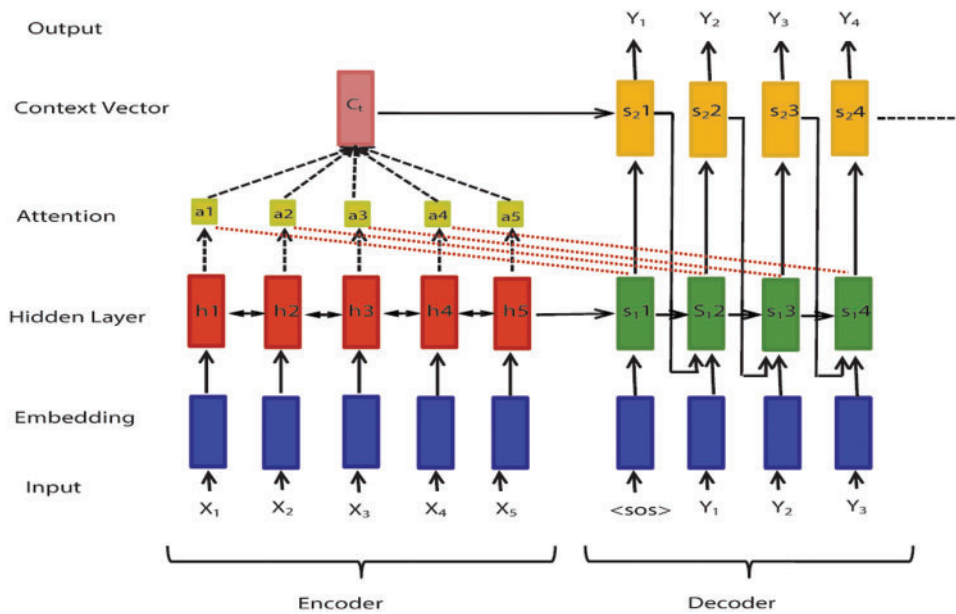 Output Y₁ Y₂ Y₃ Y₄
Context Vector Cₜ s₂1 s₂2 s₂3 s₂4
Attention a1 a2 a3 a4 a5
Hidden Layer h1 h2 h3 h4 h5 s₁1 S₁2 s₁3 s₁4
Embedding
Input X₁ X₂ X₃ X₄ X₅ <sos> Y₁ Y₂ Y₃
Encoder Decoder